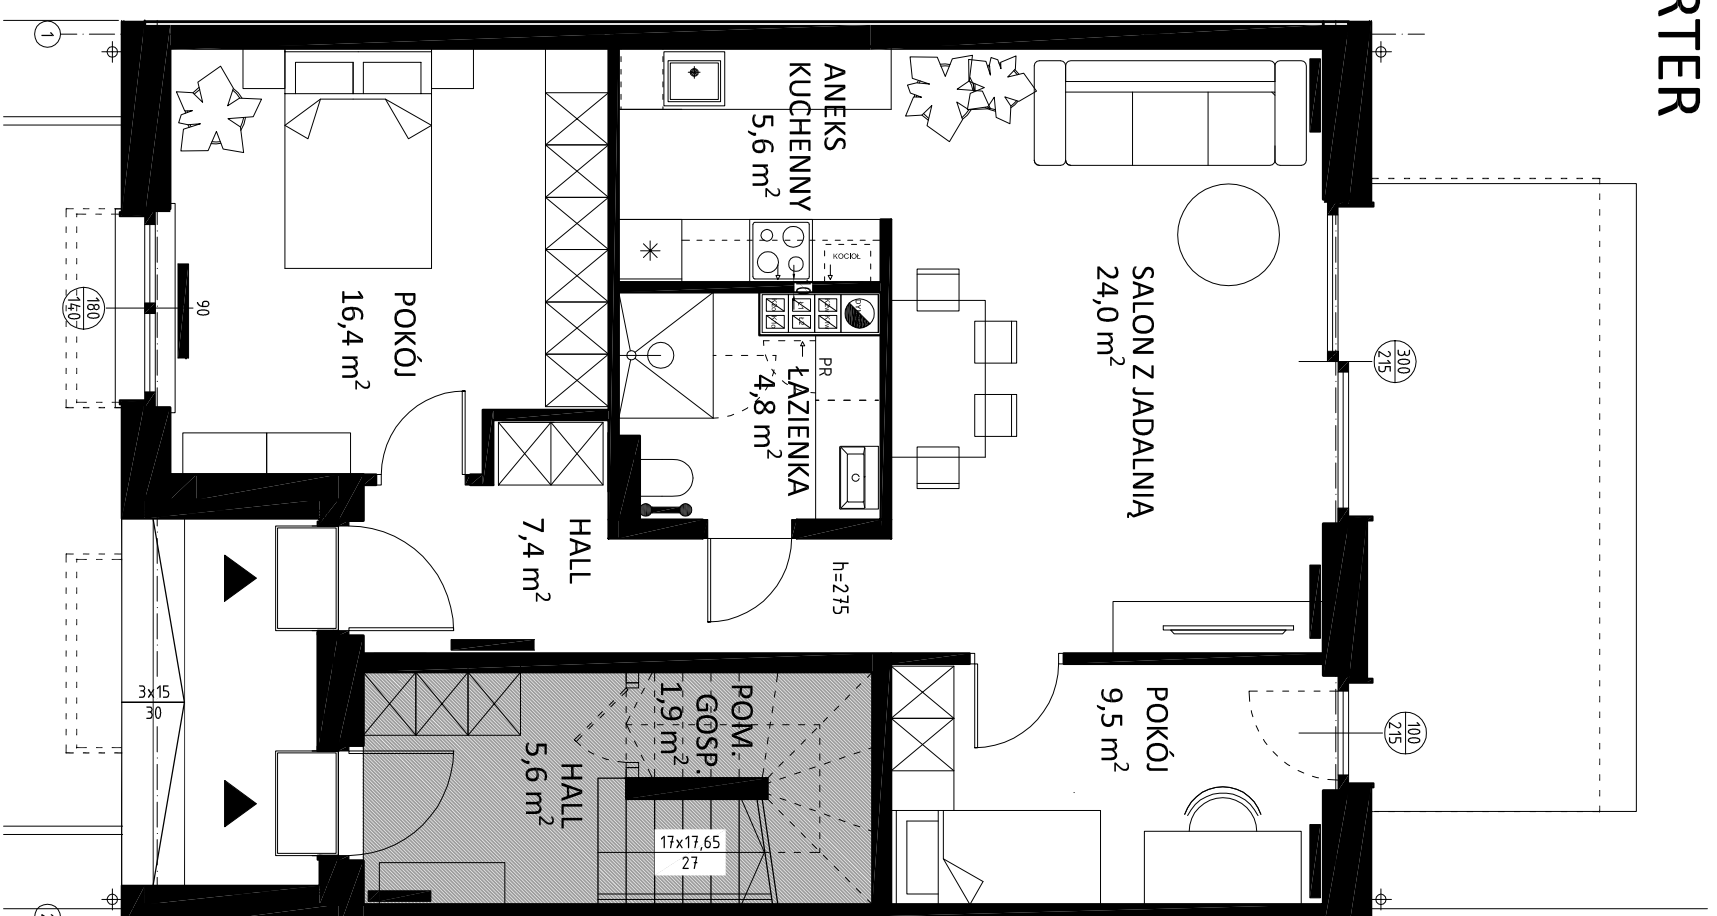 RTER
1
ANEKS
KUCHENNY
5,6 m²
KOCIOŁ
SALON Z JADALNIĄ
24,0 m²
300
215
POKÓJ
16,4 m²
90
180
140
PR
ŁAZIENKA
4,8 m²
HALL
7,4 m²
h=275
POKÓJ
9,5 m²
100
215
POM.
GOSP.
1,9 m²
HALL
5,6 m²
17x17,65
27
3x15
30